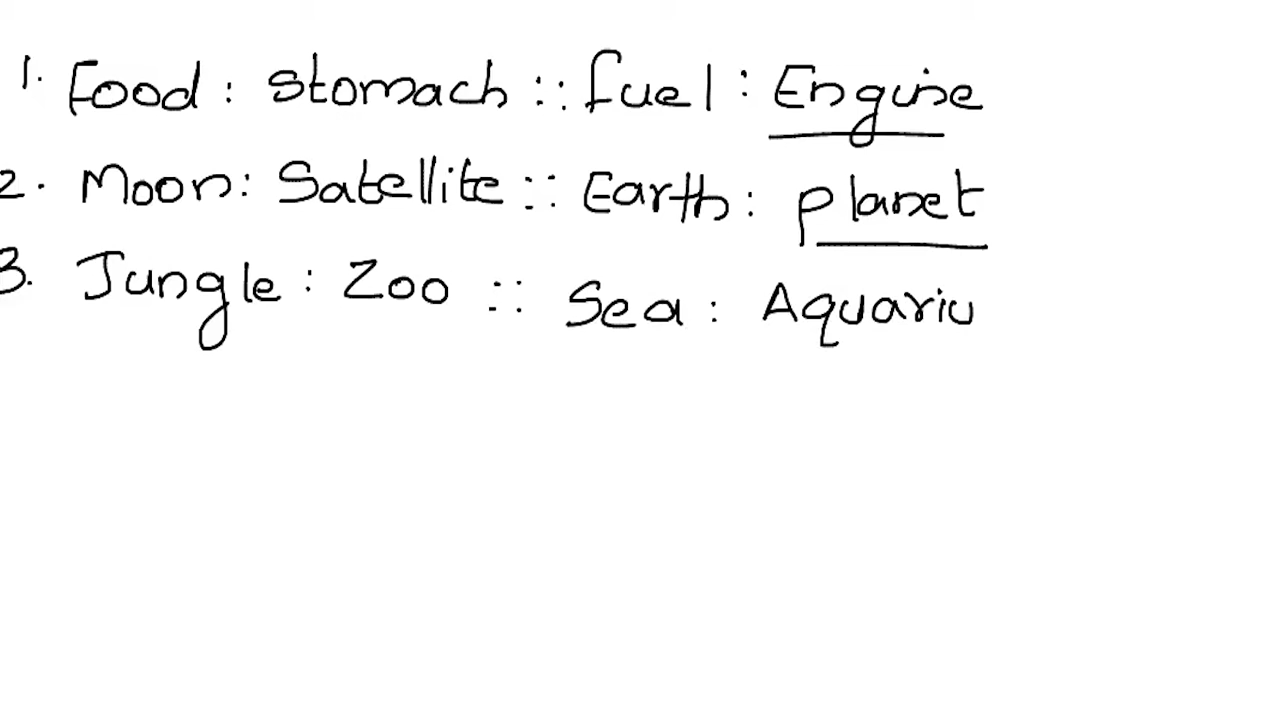 1. Food : Stomach :: fuel : Engine
2. Moon : Satellite :: Earth : planet
3. Jungle : Zoo :: Sea : Aquariu